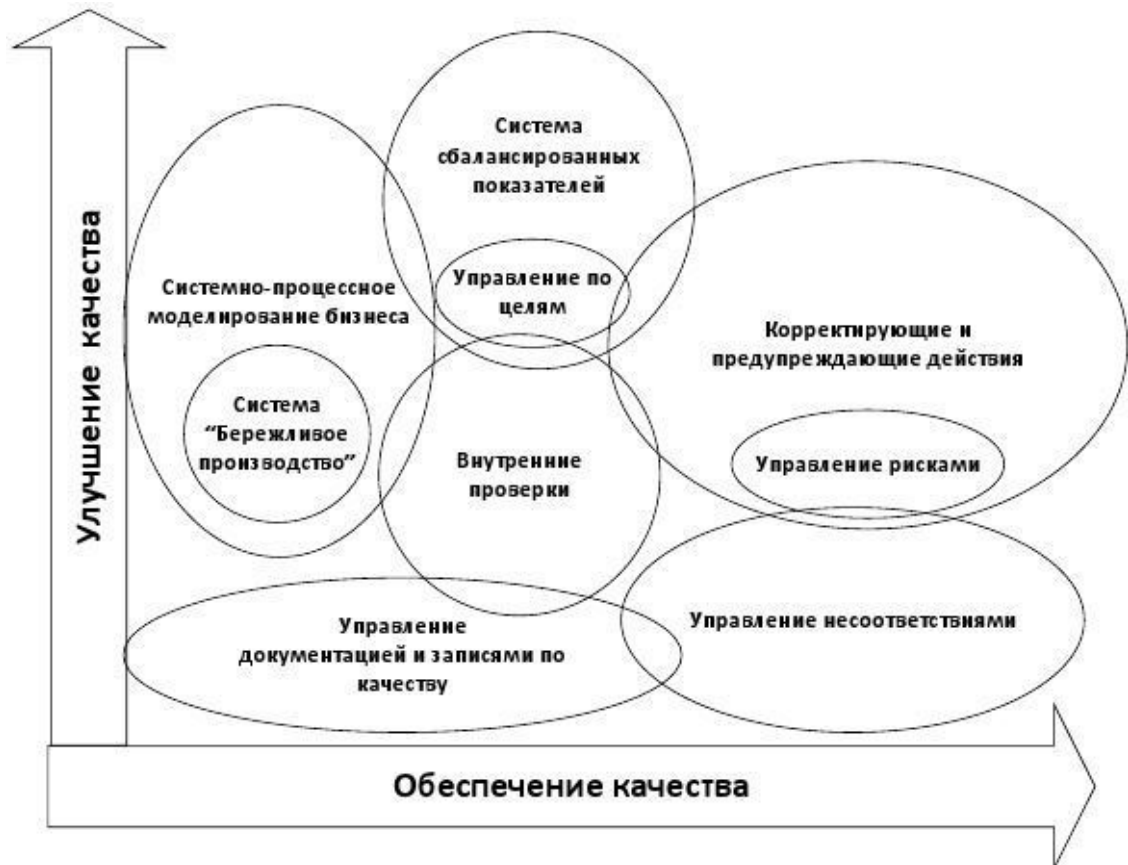 Улучшение качества
Система
сбалансированных
показателей
Управление по
целям
Системно-процессное
моделирование бизнеса
Система
“Бережливое
производство”
Корректирующие и
предупреждающие действия
Управление рисками
Внутренние
проверки
Управление несоответствиями
Управление
документацией и записями по
качеству
Обеспечение качества